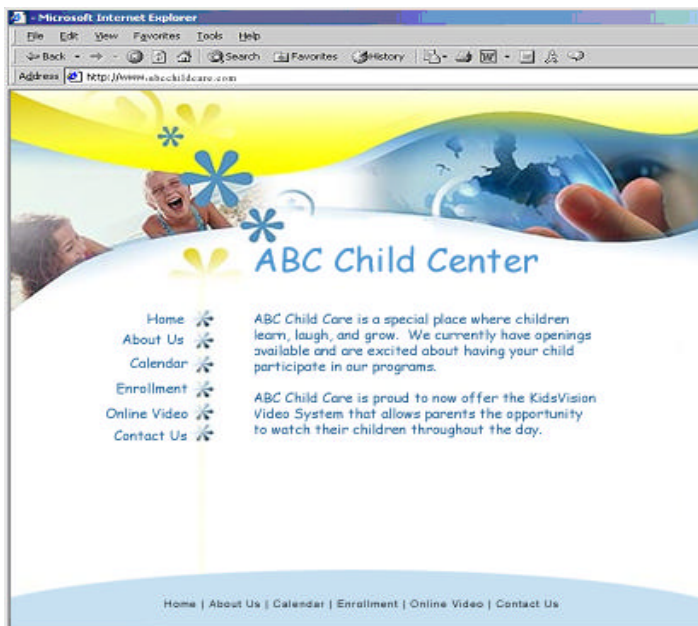 - Microsoft Internet Explorer
File Edit View Favorites Tools Help
Back Search Favorites History
Address http://www.abcchildcare.com
ABC Child Center
Home
About Us
Calendar
Enrollment
Online Video
Contact Us
ABC Child Care is a special place where children
learn, laugh, and grow. We currently have openings
available and are excited about having your child
participate in our programs.
ABC Child Care is proud to now offer the KidsVision
Video System that allows parents the opportunity
to watch their children throughout the day.
Home | About Us | Calendar | Enrollment | Online Video | Contact Us